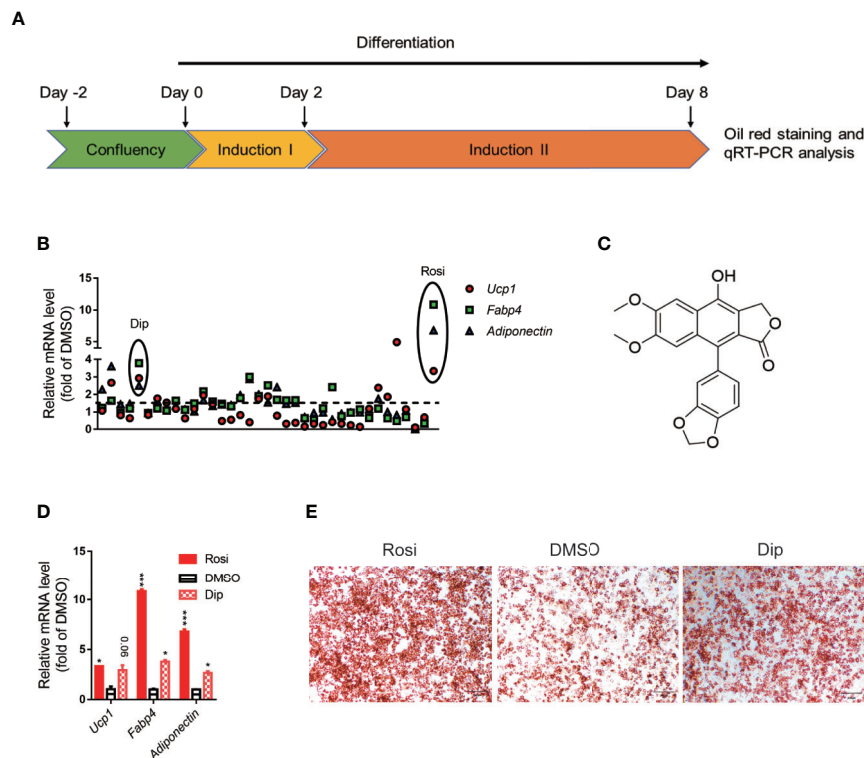 A
Differentiation
Day -2
Day 0
Day 2
Day 8
Confluency
Induction I
Induction II
Oil red staining and
qRT-PCR analysis
B
Relative mRNA level
(fold of DMSO)
15
10
5
4
3
2
1
0
Dip
Rosi
Ucp1
Fabp4
Adiponectin
C
OH
O
O
O
O
O
O
D
Relative mRNA level
(fold of DMSO)
15
10
5
0
Rosi
DMSO
Dip
*
0.06
***
*
***
*
Ucp1
Fabp4
Adiponectin
E
Rosi
DMSO
Dip